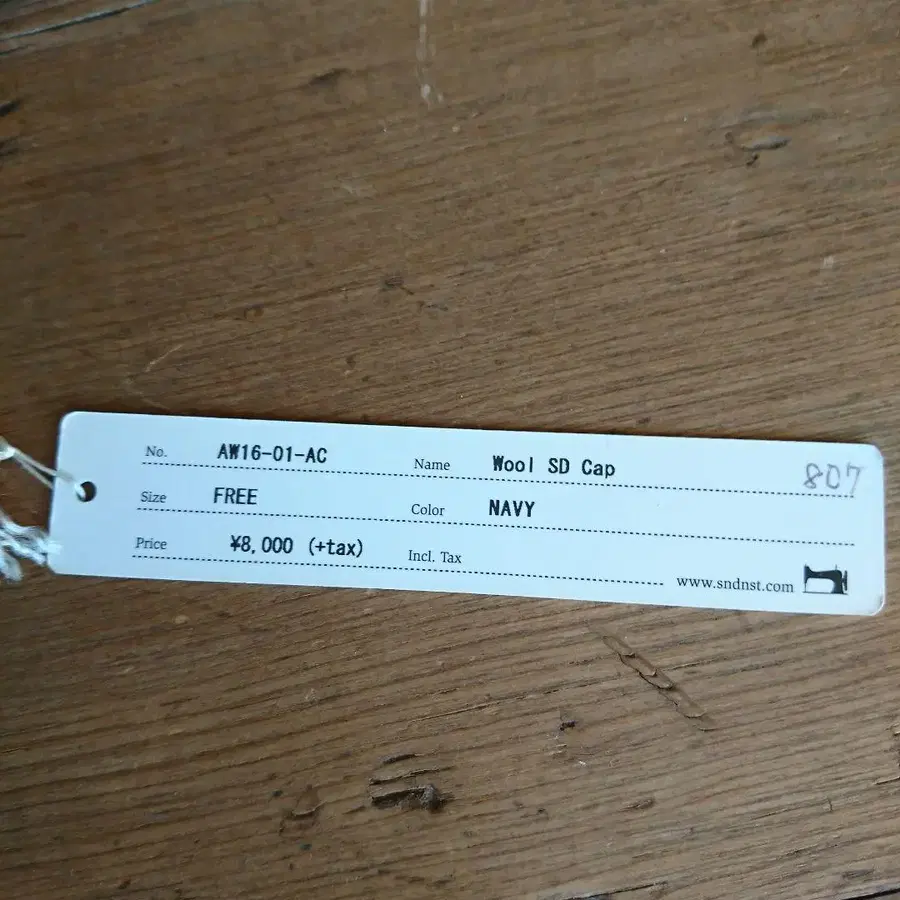 No. AW16-01-AC Name Wool SD Cap 807
Size FREE Color NAVY
Price ¥8,000 (+tax) Incl. Tax
www.sndnst.com